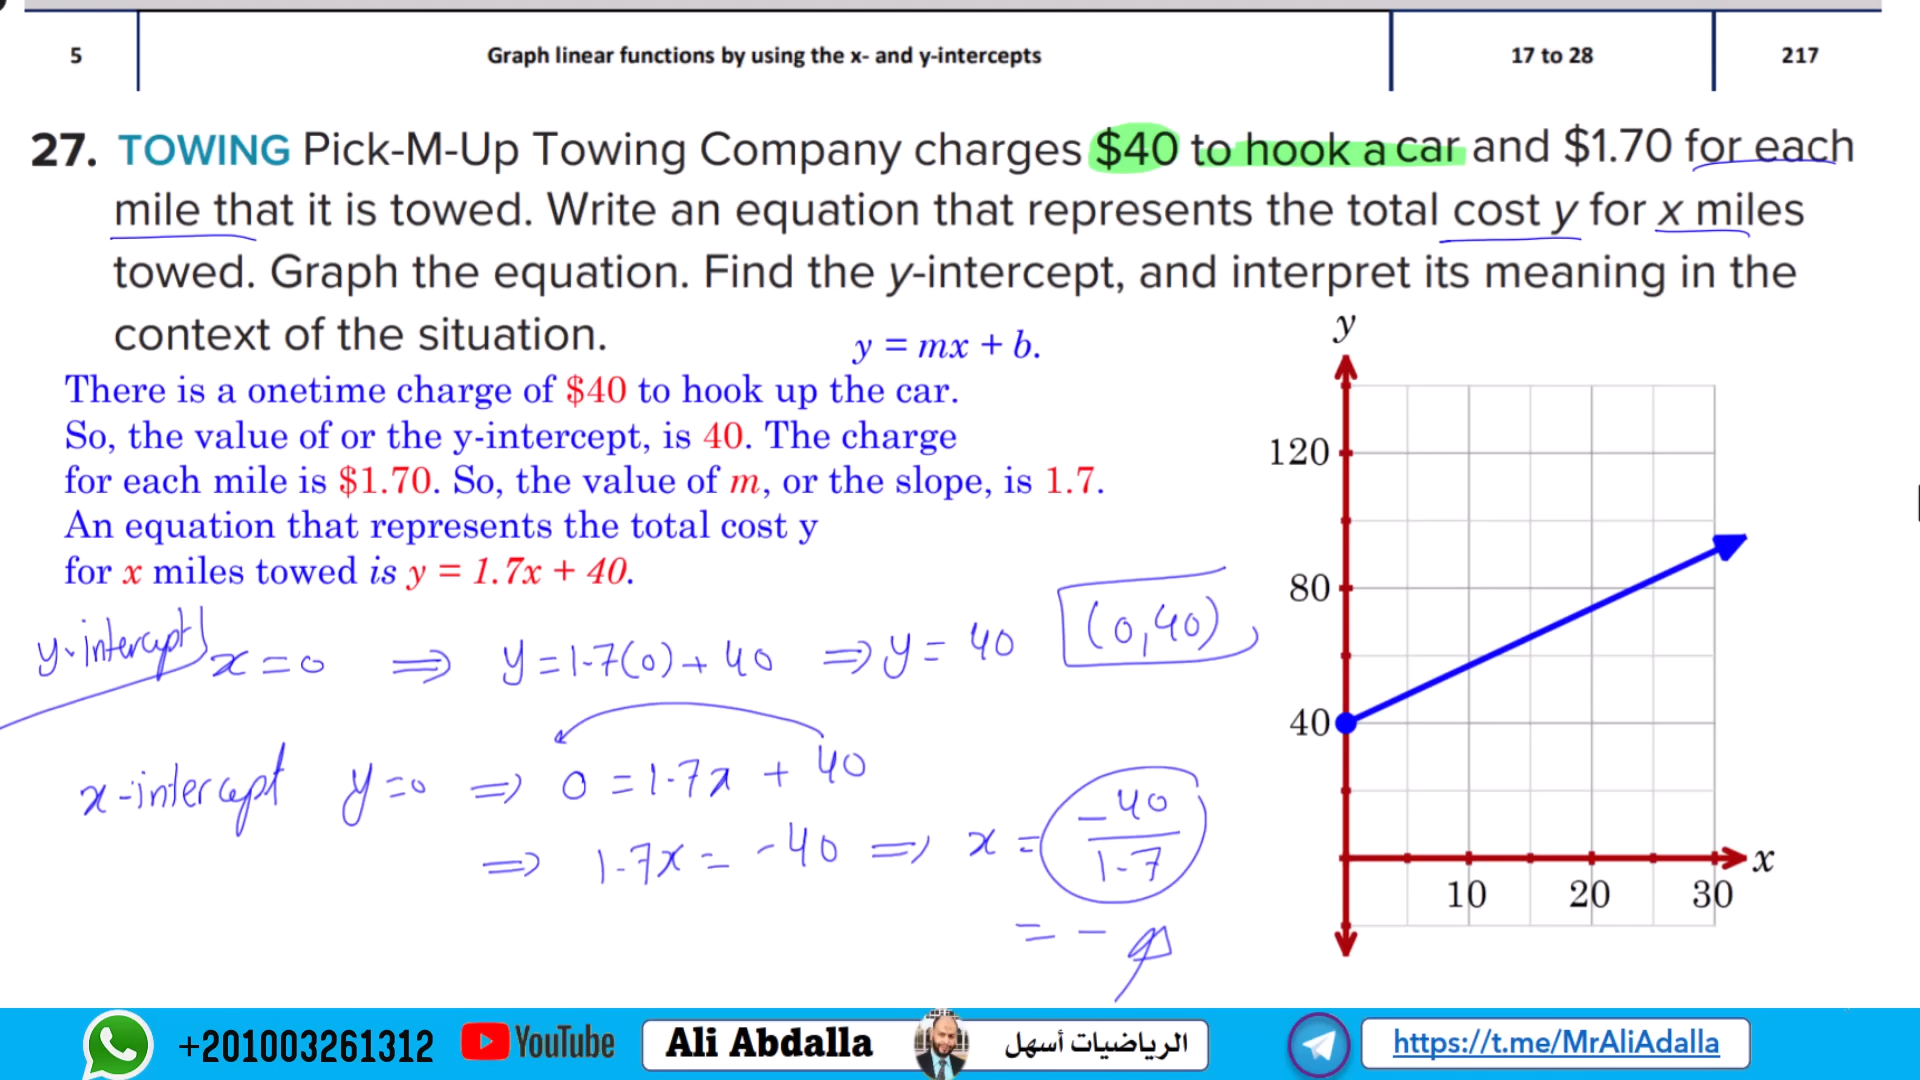 5 Graph linear functions by using the x- and y-intercepts 17 to 28 217
27. TOWING Pick-M-Up Towing Company charges $40 to hook a car and $1.70 for each
mile that it is towed. Write an equation that represents the total cost y for x miles
towed. Graph the equation. Find the y-intercept, and interpret its meaning in the
context of the situation.
y = mx + b.
There is a onetime charge of $40 to hook up the car.
So, the value of or the y-intercept, is 40. The charge
for each mile is $1.70. So, the value of m, or the slope, is 1.7.
An equation that represents the total cost y
for x miles towed is y = 1.7x + 40.
y-intercept x = 0 ⇒ y = 1.7(0) + 40 ⇒ y = 40 (0,40)
x-intercept y = 0 ⇒ 0 = 1.7x + 40
⇒ 1.7x = -40 ⇒ x = -40/1.7
= -
y
120
80
40
10 20 30
x
+201003261312 YouTube Ali Abdalla الرياضيات أسهل https://t.me/MrAliAdalla